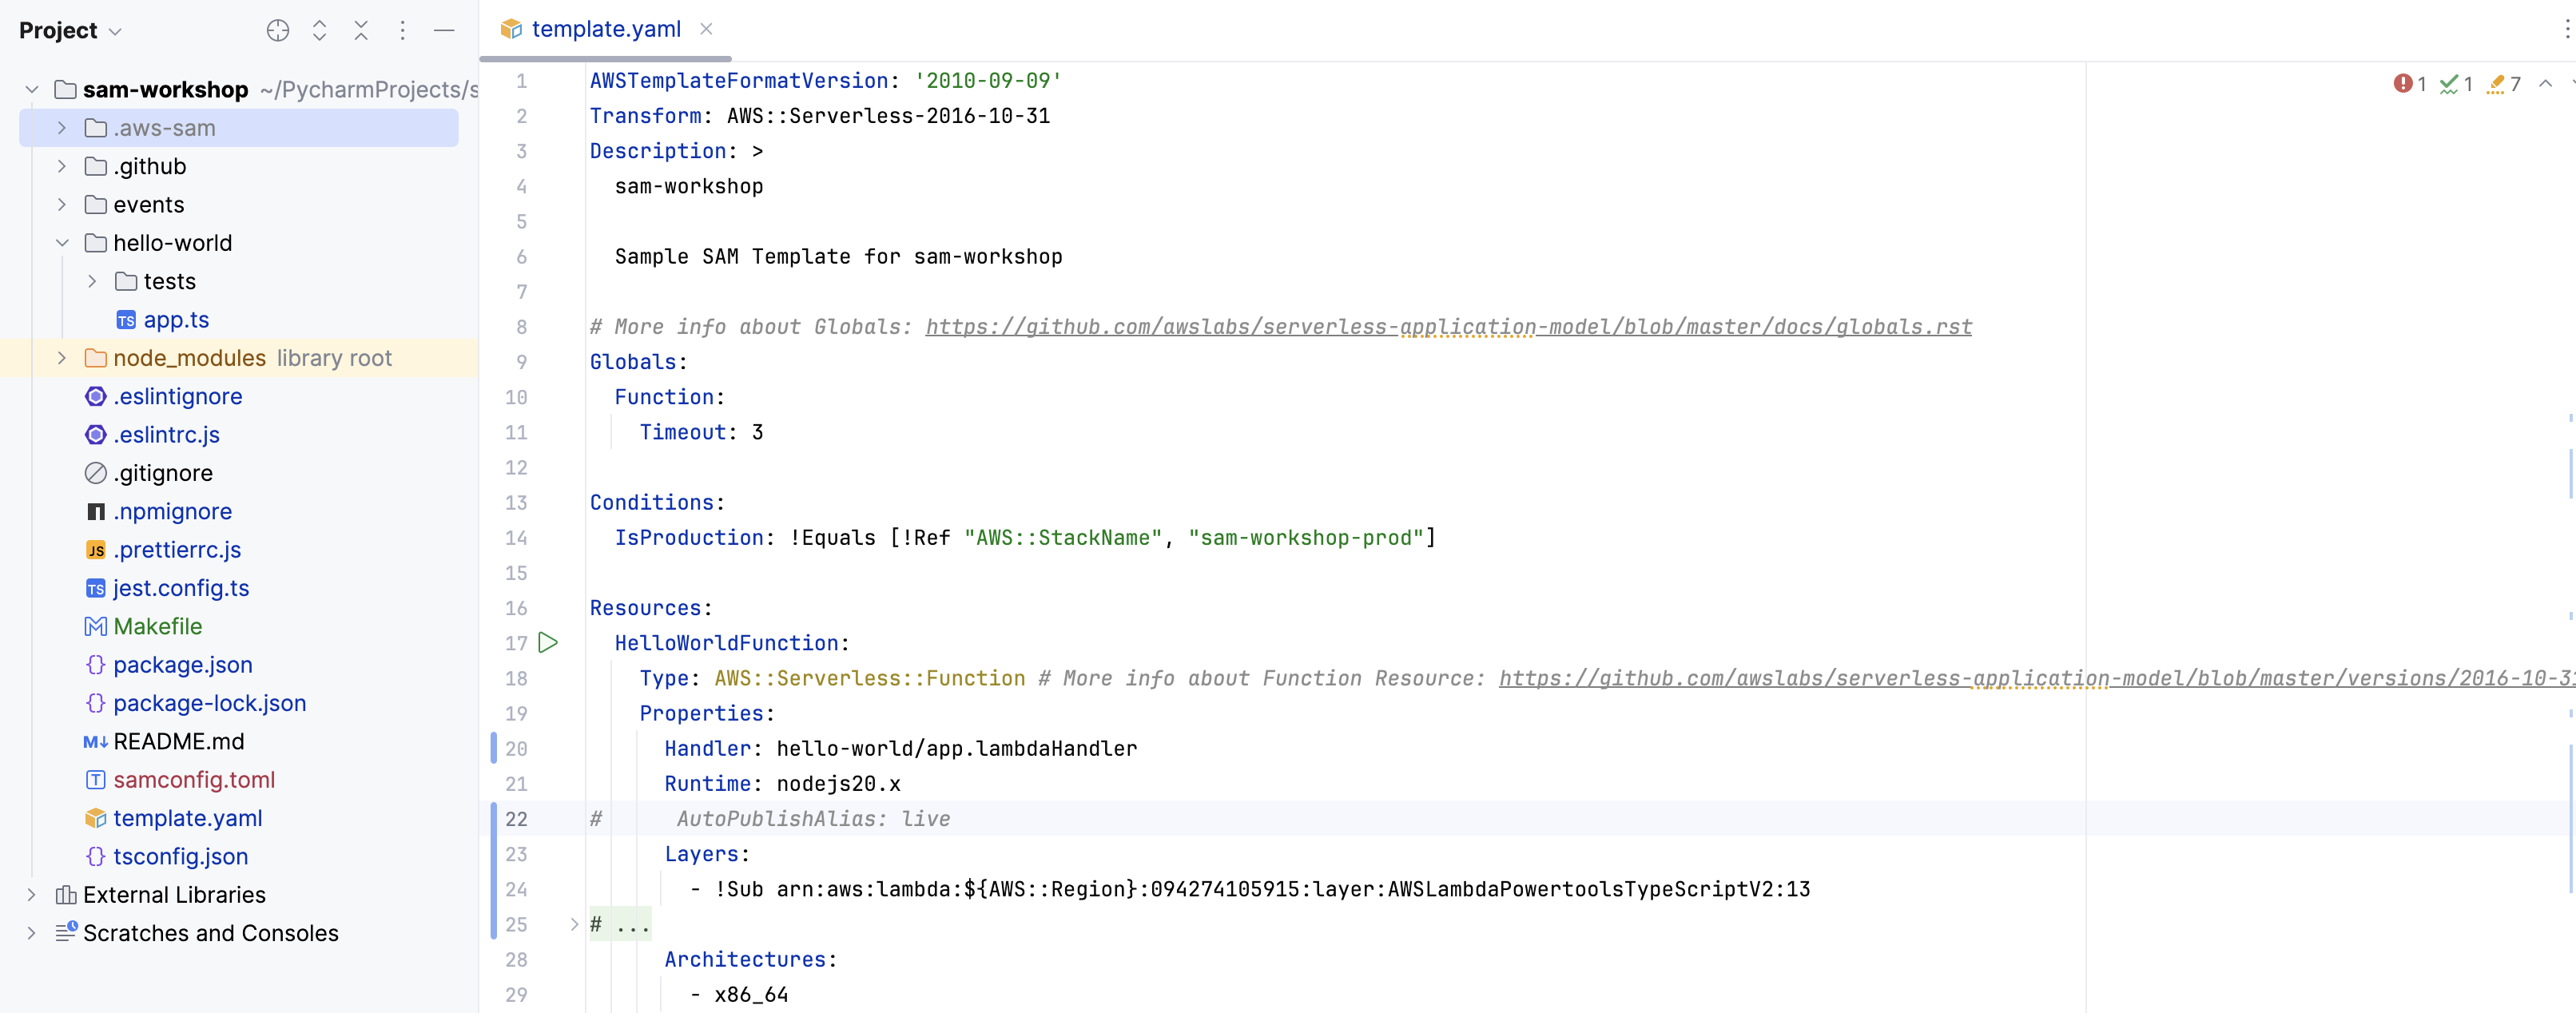 Project
sam-workshop ~/PycharmProjects/s
.aws-sam
.github
events
hello-world
tests
TS app.ts
node_modules library root
.eslintignore
.eslintrc.js
.gitignore
.npmignore
JS .prettierrc.js
TS jest.config.ts
Makefile
{} package.json
{} package-lock.json
M↓ README.md
T samconfig.toml
template.yaml
{} tsconfig.json
External Libraries
Scratches and Consoles
template.yaml
1 1 7
1 AWSTemplateFormatVersion: '2010-09-09'
2 Transform: AWS::Serverless-2016-10-31
3 Description: >
4 sam-workshop
5
6 Sample SAM Template for sam-workshop
7
8 # More info about Globals: https://github.com/awslabs/serverless-application-model/blob/master/docs/globals.rst
9 Globals:
10 Function:
11 Timeout: 3
12
13 Conditions:
14 IsProduction: !Equals [!Ref "AWS::StackName", "sam-workshop-prod"]
15
16 Resources:
17 HelloWorldFunction:
18 Type: AWS::Serverless::Function # More info about Function Resource: https://github.com/awslabs/serverless-application-model/blob/master/versions/2016-10-31
19 Properties:
20 Handler: hello-world/app.lambdaHandler
21 Runtime: nodejs20.x
22 # AutoPublishAlias: live
23 Layers:
24 - !Sub arn:aws:lambda:${AWS::Region}:094274105915:layer:AWSLambdaPowertoolsTypeScriptV2:13
25 # ...
28 Architectures:
29 - x86_64